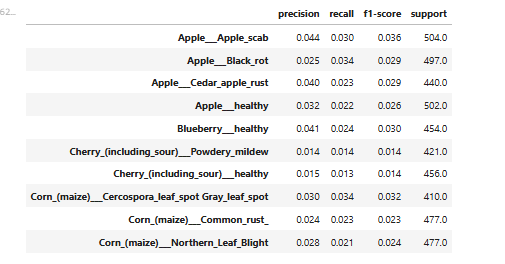 62...
precision recall f1-score support
Apple___Apple_scab 0.044 0.030 0.036 504.0
Apple___Black_rot 0.025 0.034 0.029 497.0
Apple___Cedar_apple_rust 0.040 0.023 0.029 440.0
Apple___healthy 0.032 0.022 0.026 502.0
Blueberry___healthy 0.041 0.024 0.030 454.0
Cherry_(including_sour)___Powdery_mildew 0.014 0.014 0.014 421.0
Cherry_(including_sour)___healthy 0.015 0.013 0.014 456.0
Corn_(maize)___Cercospora_leaf_spot Gray_leaf_spot 0.030 0.034 0.032 410.0
Corn_(maize)___Common_rust_ 0.024 0.023 0.023 477.0
Corn_(maize)___Northern_Leaf_Blight 0.028 0.021 0.024 477.0